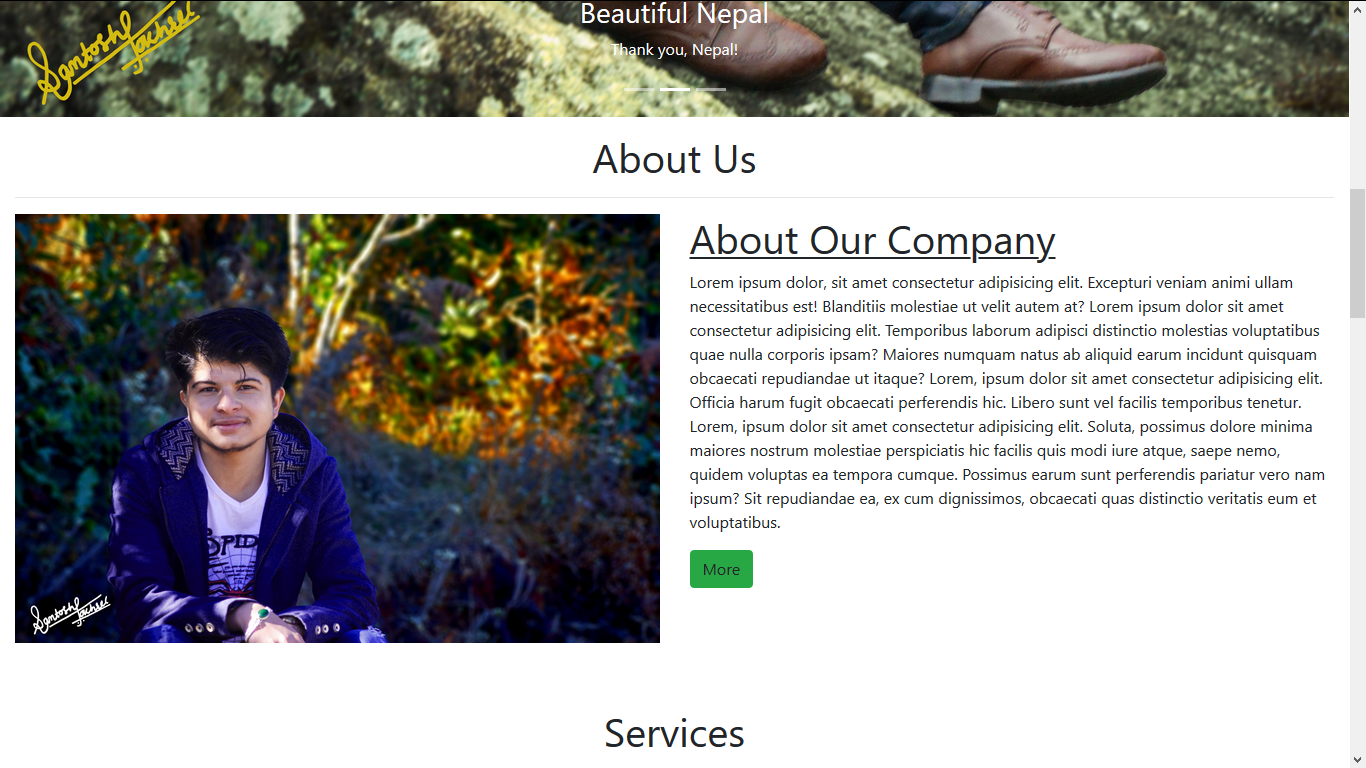 Santosh
Beautiful Nepal
Thank you, Nepal!
About Us
About Our Company
Lorem ipsum dolor, sit amet consectetur adipisicing elit. Excepturi veniam animi ullam
necessitatibus est! Blanditiis molestiae ut velit autem at? Lorem ipsum dolor sit amet
consectetur adipisicing elit. Temporibus laborum adipisci distinctio molestias voluptatibus
quae nulla corporis ipsam? Maiores numquam natus ab aliquid earum incidunt quisquam
obcaecati repudiandae ut itaque? Lorem, ipsum dolor sit amet consectetur adipisicing elit.
Officia harum fugit obcaecati perferendis hic. Libero sunt vel facilis temporibus tenetur.
Lorem, ipsum dolor sit amet consectetur adipisicing elit. Soluta, possimus dolore minima
maiores nostrum molestiae perspiciatis hic facilis quis modi iure atque, saepe nemo,
quidem voluptas ea tempora cumque. Possimus earum sunt perferendis pariatur vero nam
ipsum? Sit repudiandae ea, ex cum dignissimos, obcaecati quas distinctio veritatis eum et
voluptatibus.
More
SPID
Santosh
Services